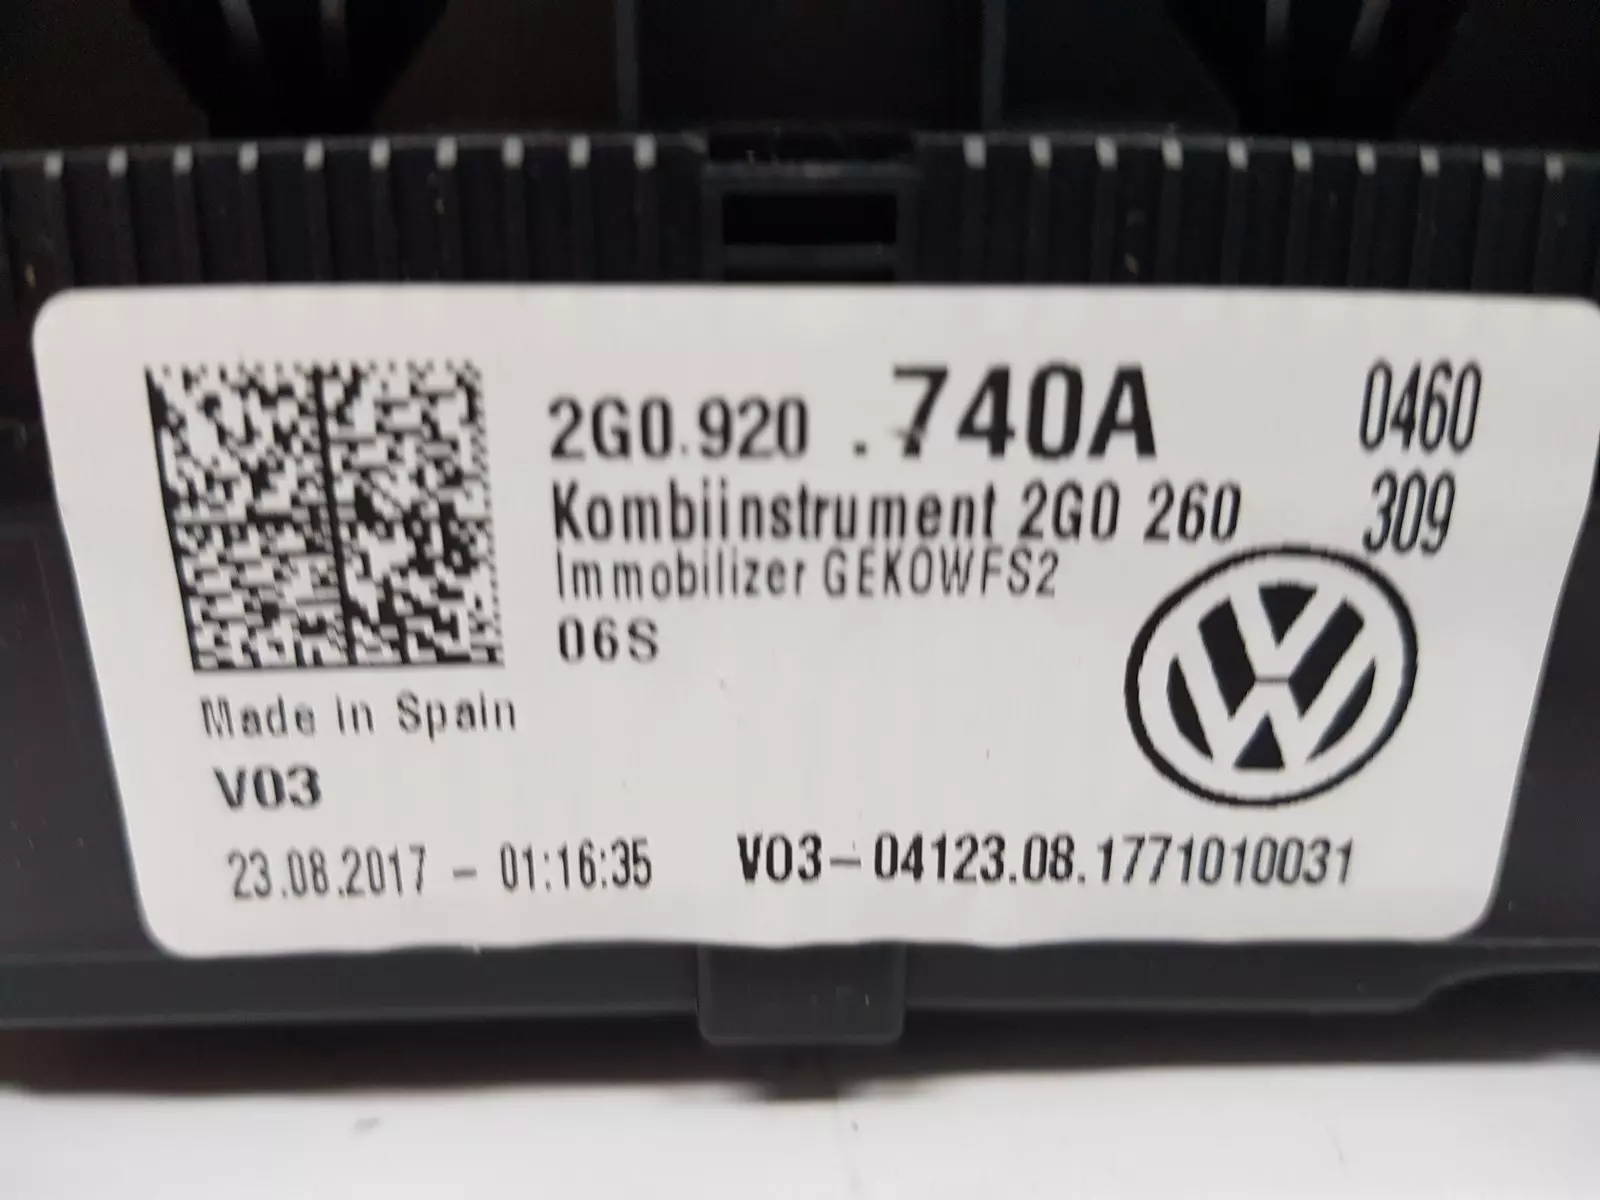 2G0.920 .740A 0460
Kombiinstrument 2G0 260 309
Immobilizer GEKOWFS2
06S
Made in Spain
V03
23.08.2017 - 01:16:35 V03-04123.08.1771010031